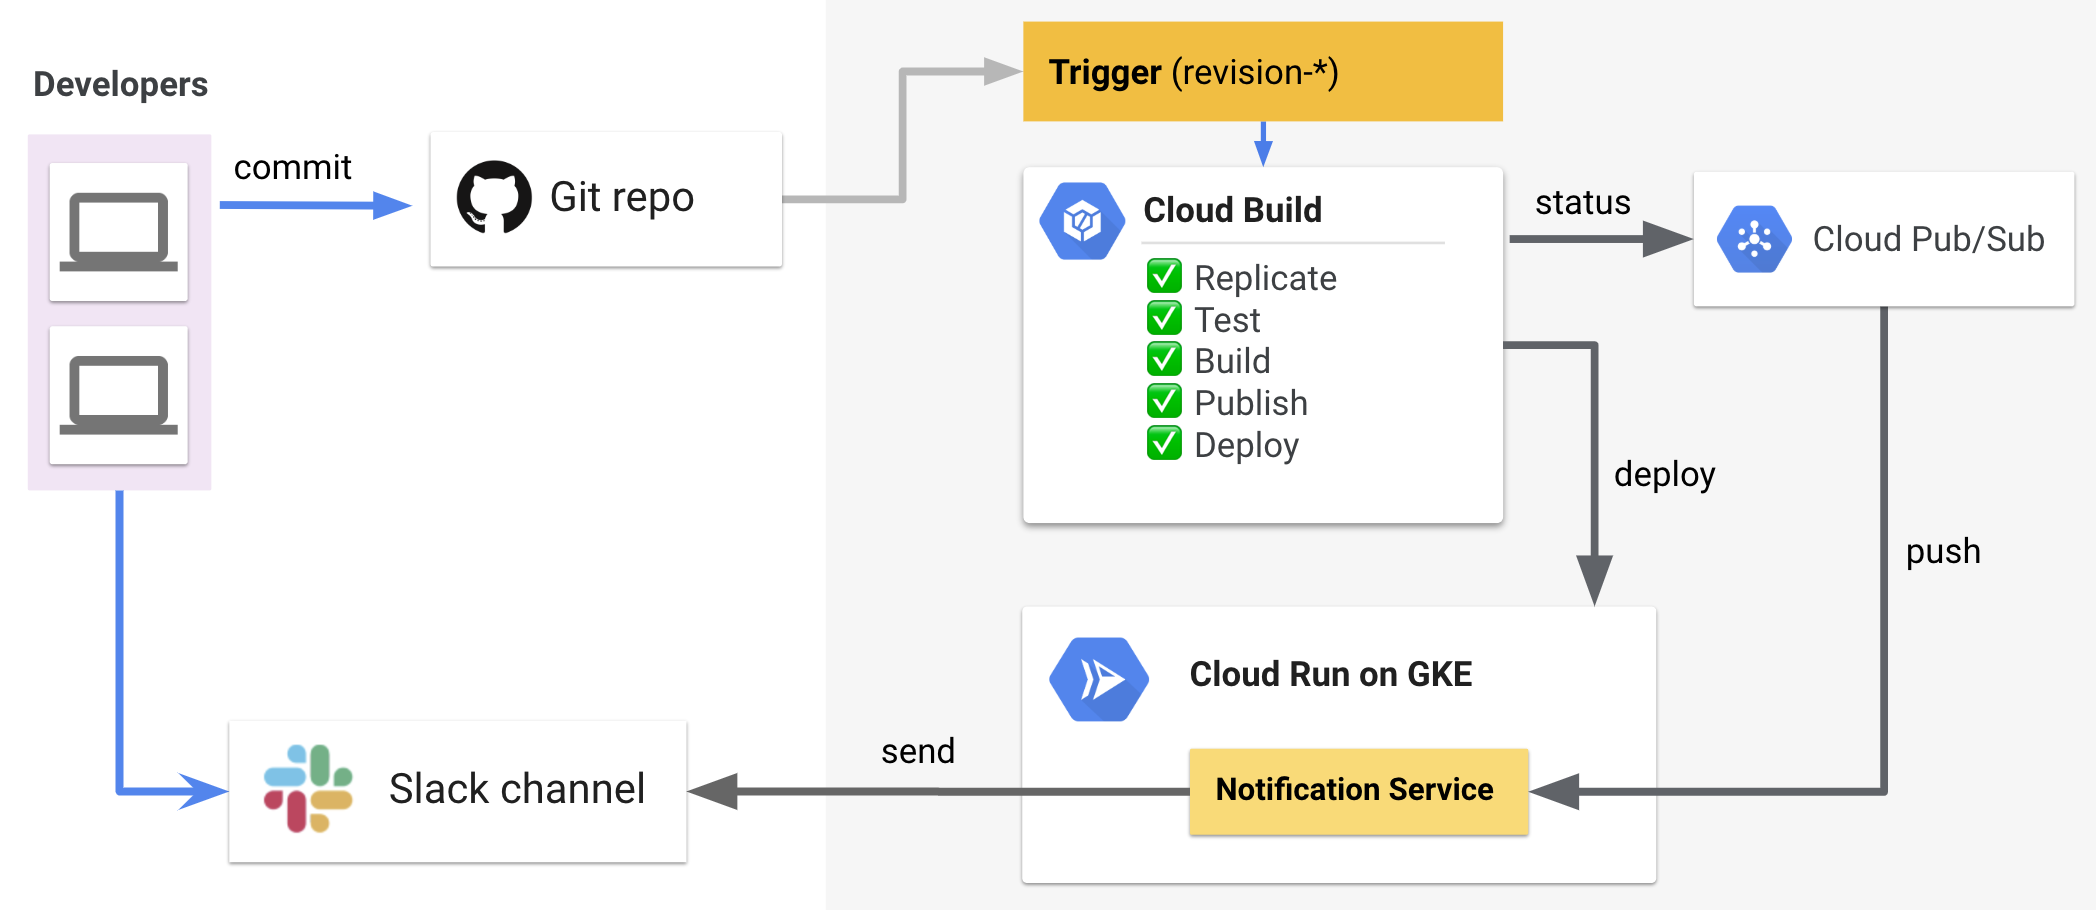 Developers
commit
Git repo
Trigger (revision-*)
Cloud Build
Replicate
Test
Build
Publish
Deploy
status
Cloud Pub/Sub
deploy
push
Cloud Run on GKE
Notification Service
send
Slack channel